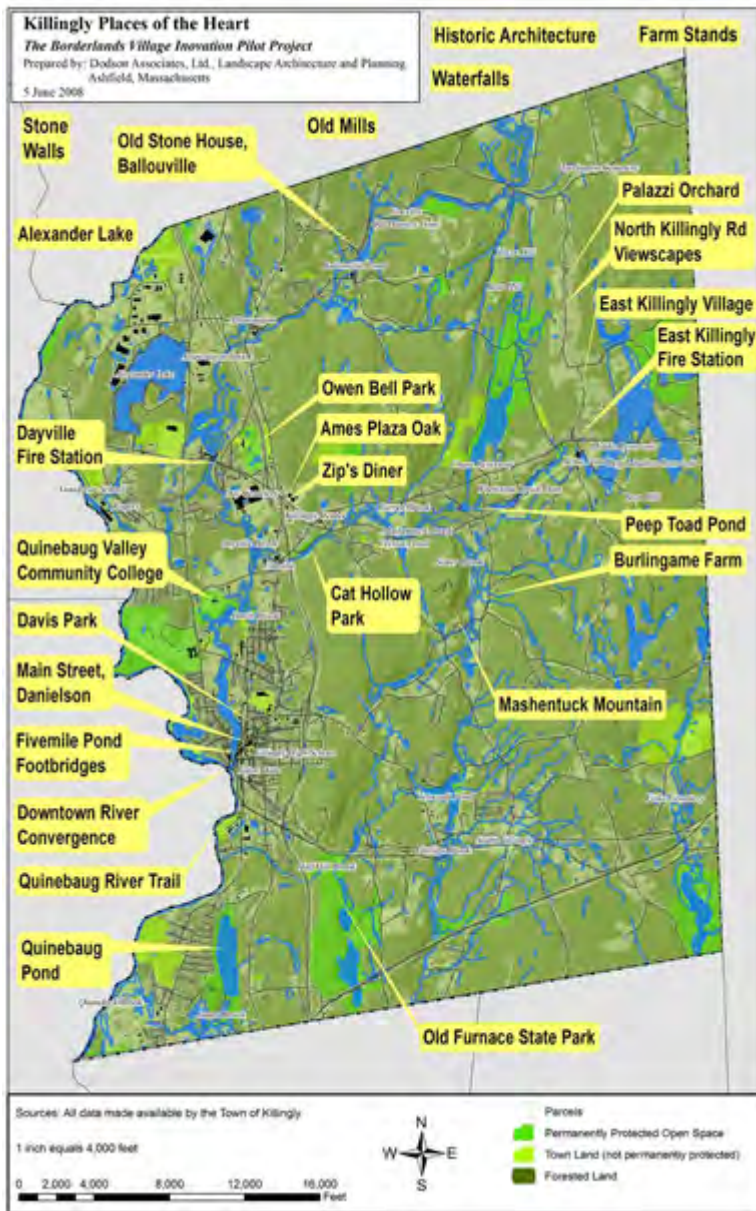 Killingly Places of the Heart
The Borderlands Village Inovation Pilot Project
Prepared by: Dodson Associates, Ltd., Landscape Architecture and Planning
Ashfield, Massachusetts
5 June 2008
Historic Architecture
Farm Stands
Waterfalls
Stone
Walls
Old Mills
Old Stone House,
Ballouville
Alexander Lake
Palazzi Orchard
North Killingly Rd
Viewscapes
East Killingly Village
East Killingly
Fire Station
Owen Bell Park
Ames Plaza Oak
Zip's Diner
Dayville
Fire Station
Peep Toad Pond
Quinebaug Valley
Community College
Burlingame Farm
Cat Hollow
Park
Davis Park
Main Street,
Danielson
Mashentuck Mountain
Fivemile Pond
Footbridges
Downtown River
Convergence
Quinebaug River Trail
Quinebaug
Pond
Old Furnace State Park
Sources: All data made available by the Town of Killingly
1 inch equals 4,000 feet
0 2,000 4,000 8,000 12,000 16,000
Feet
N
W E
S
Parcels
Permanently Protected Open Space
Town Land (not permanently protected)
Forested Land